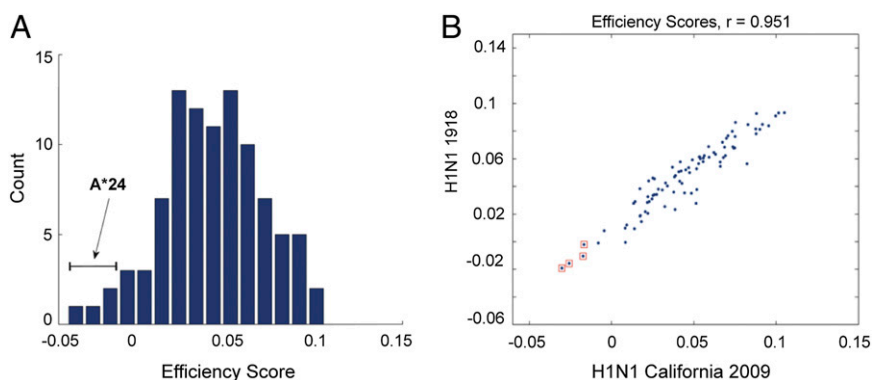 A
15
10
5
0
Count
A*24
-0.05
0
0.05
0.1
0.15
Efficiency Score
B
Efficiency Scores, r = 0.951
0.14
0.1
0.06
0.02
-0.02
-0.06
H1N1 1918
-0.05
0
0.05
0.1
0.15
H1N1 California 2009